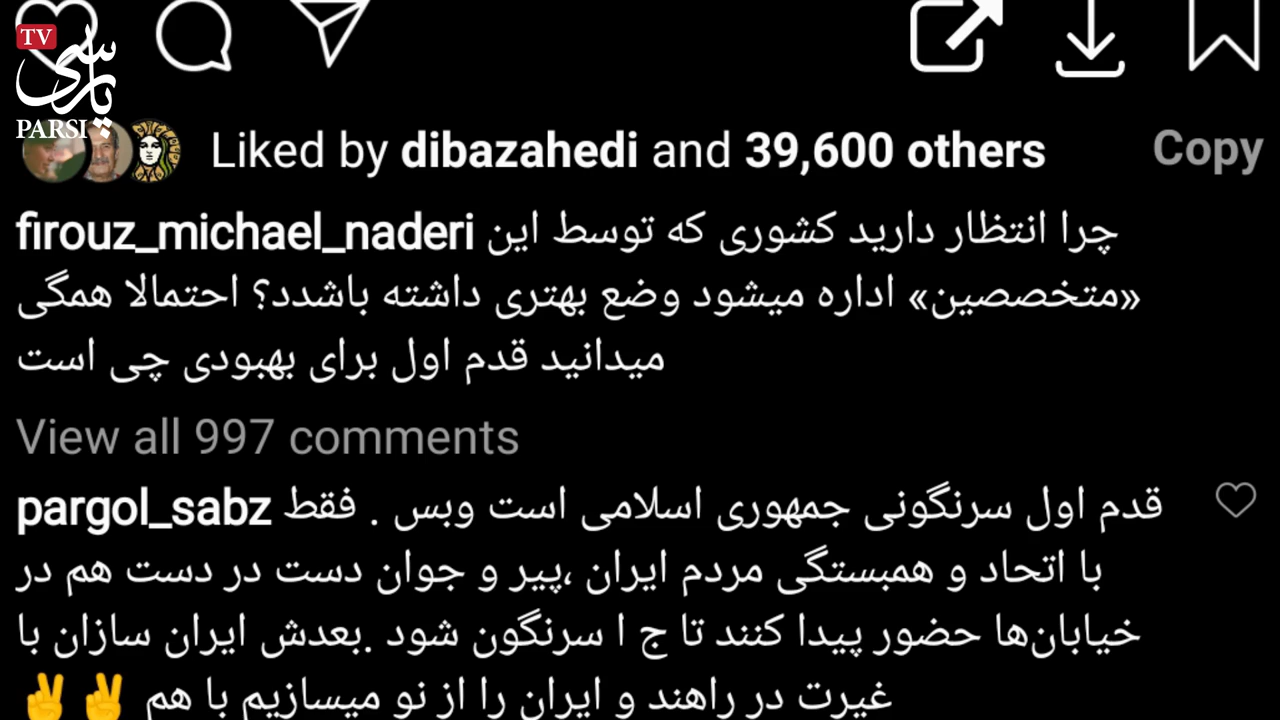 TV
پارسی
PARSI
Liked by dibazahedi and 39,600 others
Copy
firouz_michael_naderi چرا انتظار دارید کشوری که توسط این
«متخصصین» اداره میشود وضع بهتری داشته باشدد؟ احتمالا همگی
میدانید قدم اول برای بهبودی چی است
View all 997 comments
pargol_sabz قدم اول سرنگونی جمهوری اسلامی است وبس . فقط
با اتحاد و همبستگی مردم ایران ،پیر و جوان دست در دست هم در
خیابان‌ها حضور پیدا کنند تا ج ا سرنگون شود .بعدش ایران سازان با
غیرت در راهند و ایران را از نو میسازیم با هم ✌️✌️